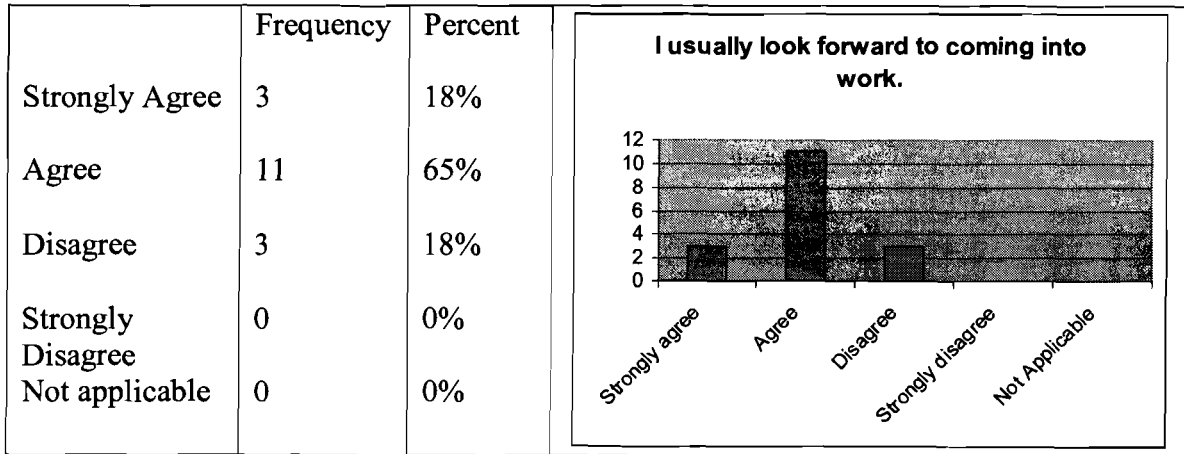 Frequency Percent
Strongly Agree 3 18%
Agree 11 65%
Disagree 3 18%
Strongly 0 0%
Disagree
Not applicable 0 0%
I usually look forward to coming into
work.
12
10
8
6
4
2
0
Strongly agree
Agree
Disagree
Strongly disagree
Not Applicable